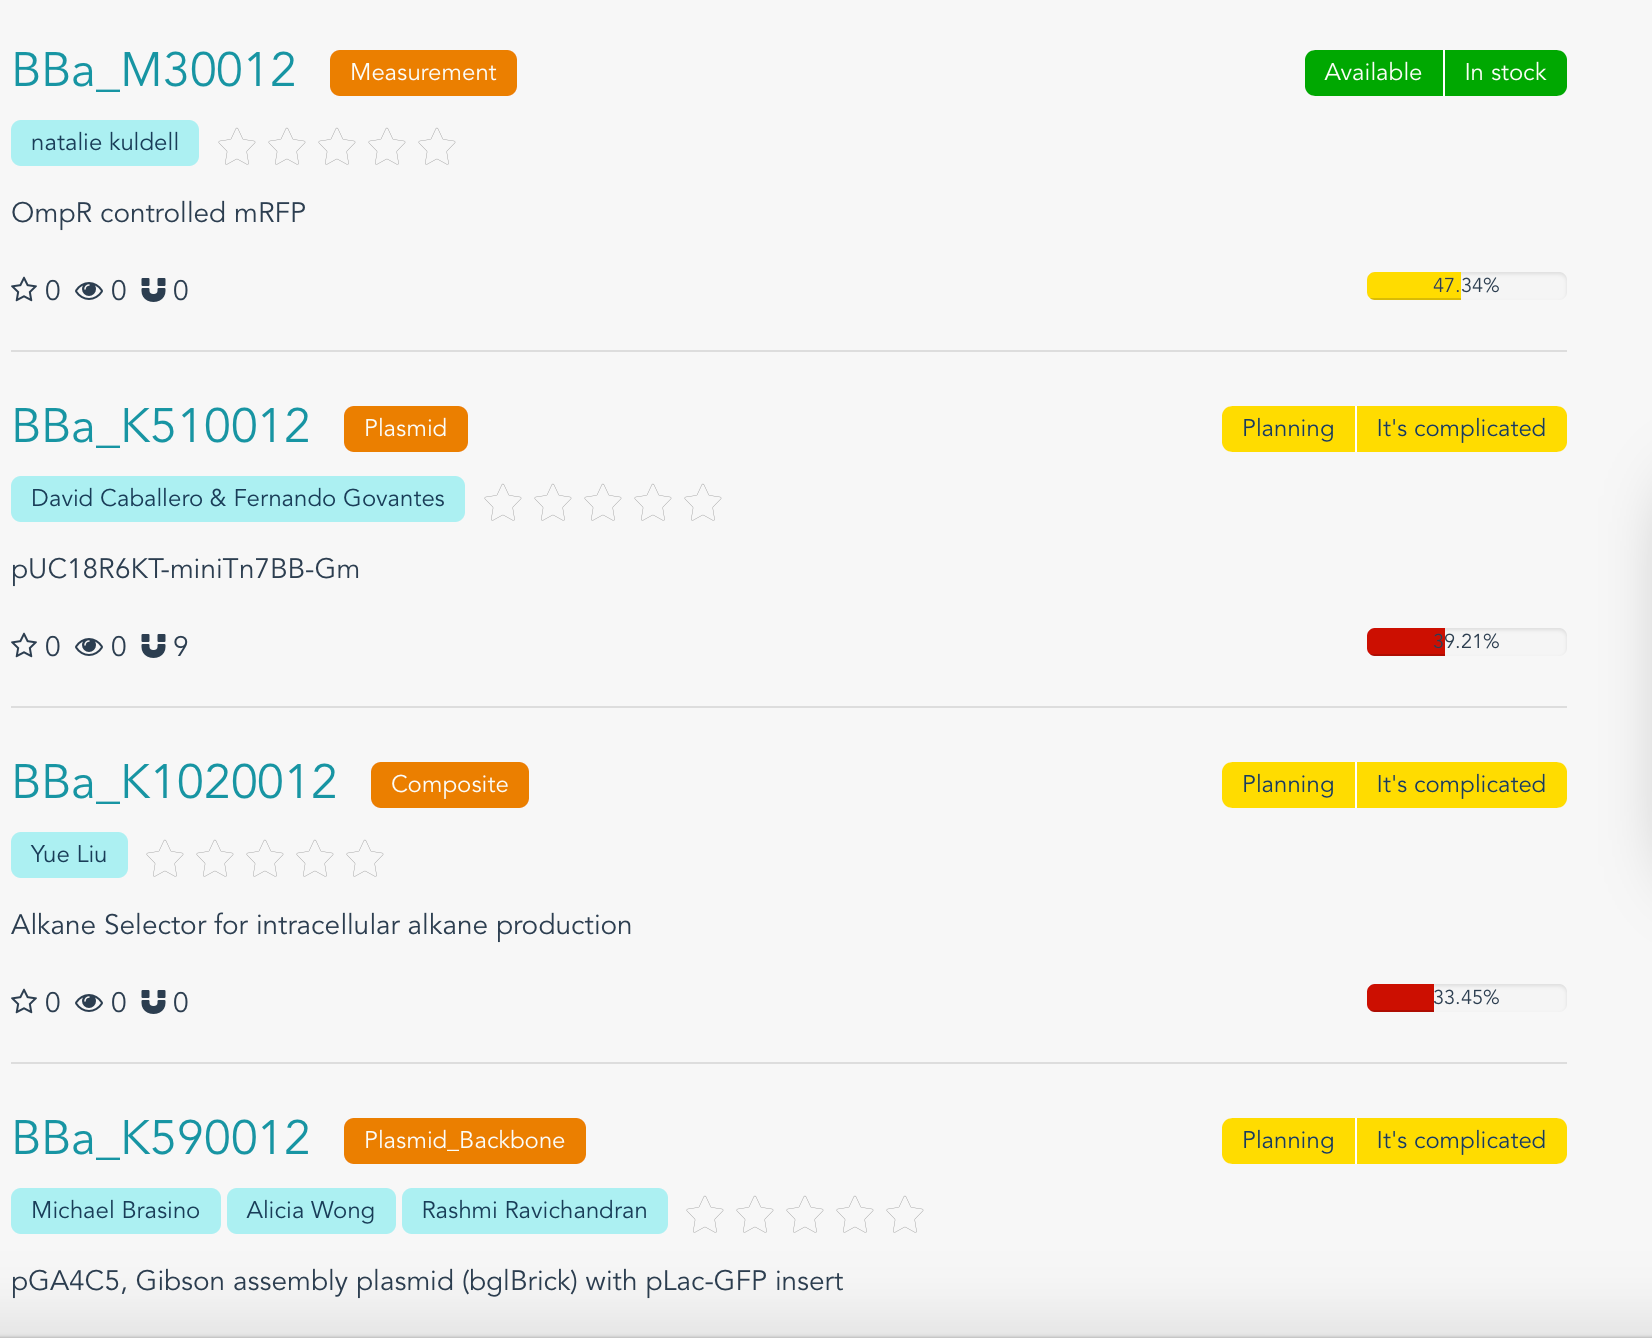 BBa_M30012 Measurement Available In stock
natalie kuldell
OmpR controlled mRFP
0 0 0 47.34%
BBa_K510012 Plasmid Planning It's complicated
David Caballero & Fernando Govantes
pUC18R6KT-miniTn7BB-Gm
0 0 9 39.21%
BBa_K1020012 Composite Planning It's complicated
Yue Liu
Alkane Selector for intracellular alkane production
0 0 0 33.45%
BBa_K590012 Plasmid_Backbone Planning It's complicated
Michael Brasino Alicia Wong Rashmi Ravichandran
pGA4C5, Gibson assembly plasmid (bglBrick) with pLac-GFP insert